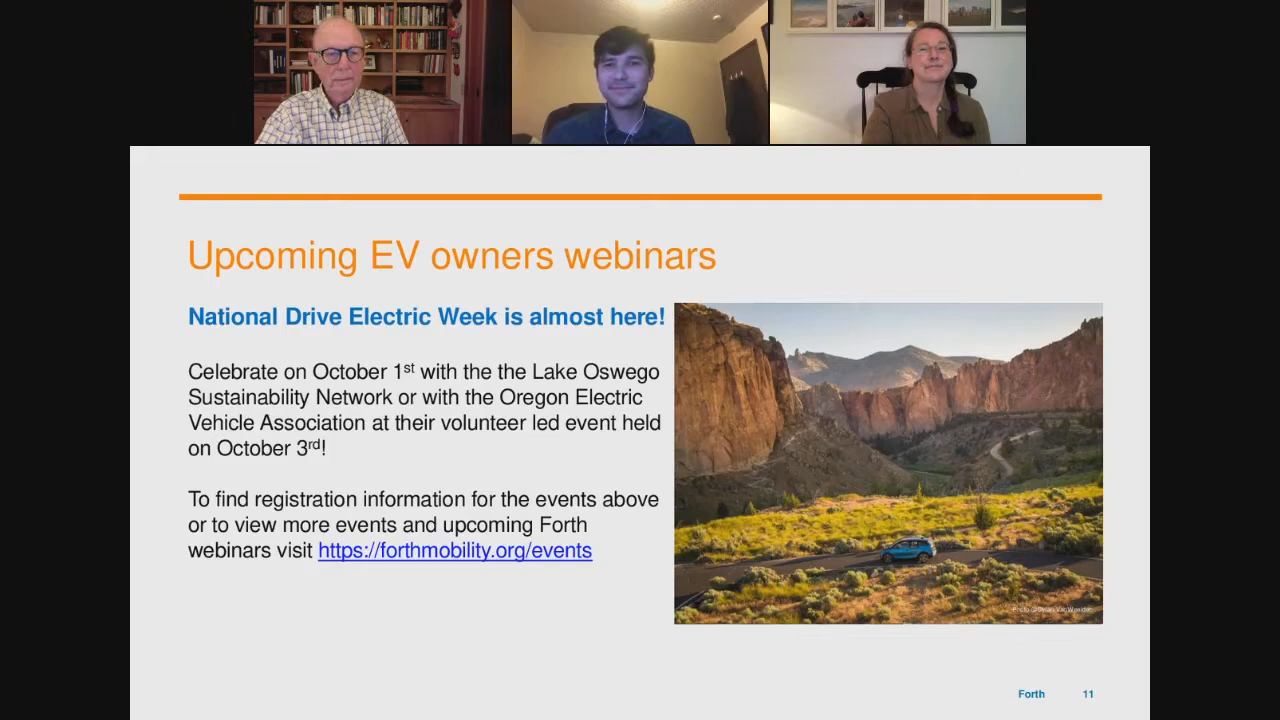 Upcoming EV owners webinars
National Drive Electric Week is almost here!
Celebrate on October 1st with the the Lake Oswego
Sustainability Network or with the Oregon Electric
Vehicle Association at their volunteer led event held
on October 3rd!
To find registration information for the events above
or to view more events and upcoming Forth
webinars visit https://forthmobility.org/events
Forth 11